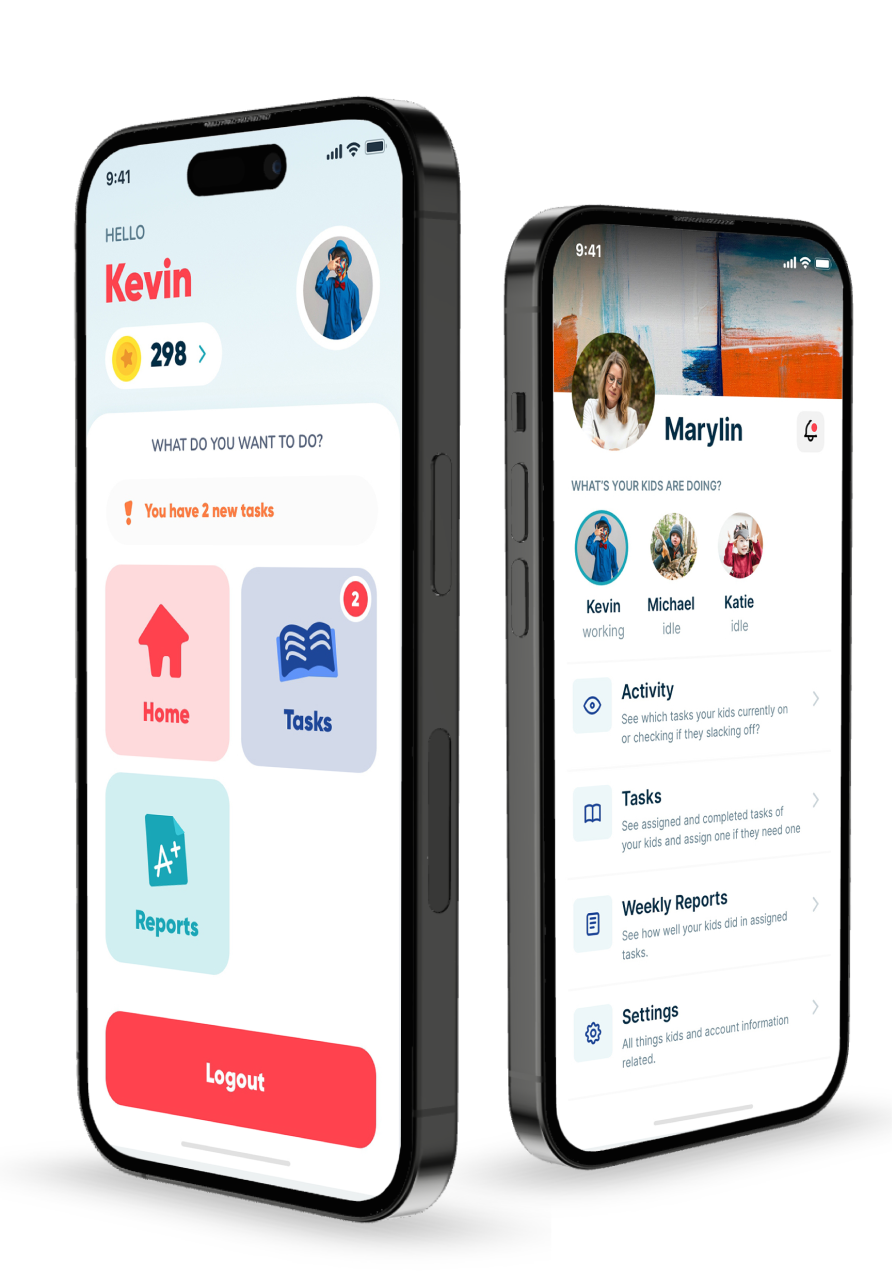 9:41
HELLO
Kevin
298
WHAT DO YOU WANT TO DO?
You have 2 new tasks
Home
2
Tasks
A+
Reports
Logout
9:41
Marylin
WHAT'S YOUR KIDS ARE DOING?
Kevin
working
Michael
idle
Katie
idle
Activity
See which tasks your kids currently on
or checking if they slacking off?
Tasks
See assigned and completed tasks of
your kids and assign one if they need one
Weekly Reports
See how well your kids did in assigned
tasks.
Settings
All things kids and account information
related.